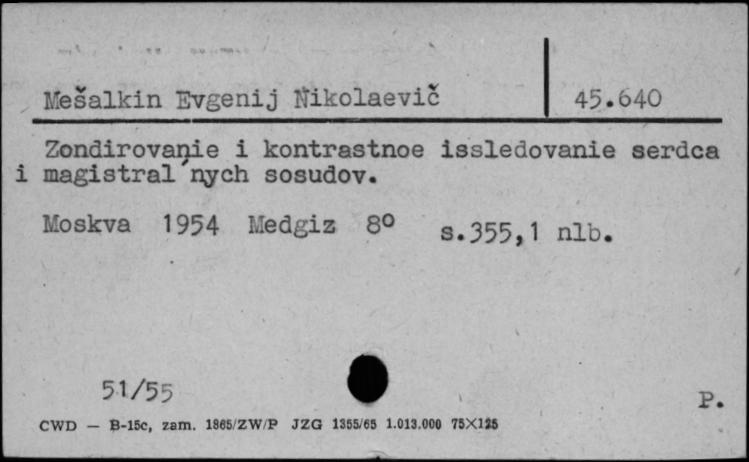 Mešalkin Evgenij Nikolaevič 45.640
Zondirovanie i kontrastnoe issledovanie serdca
i magistral'nych sosudov.
Moskva 1954 Medgiz 8º s.355,1 nlb.
51/55
P.
CWD — B-15c, zam. 1865/ZW/P JZG 1355/65 1.013.000 75X125